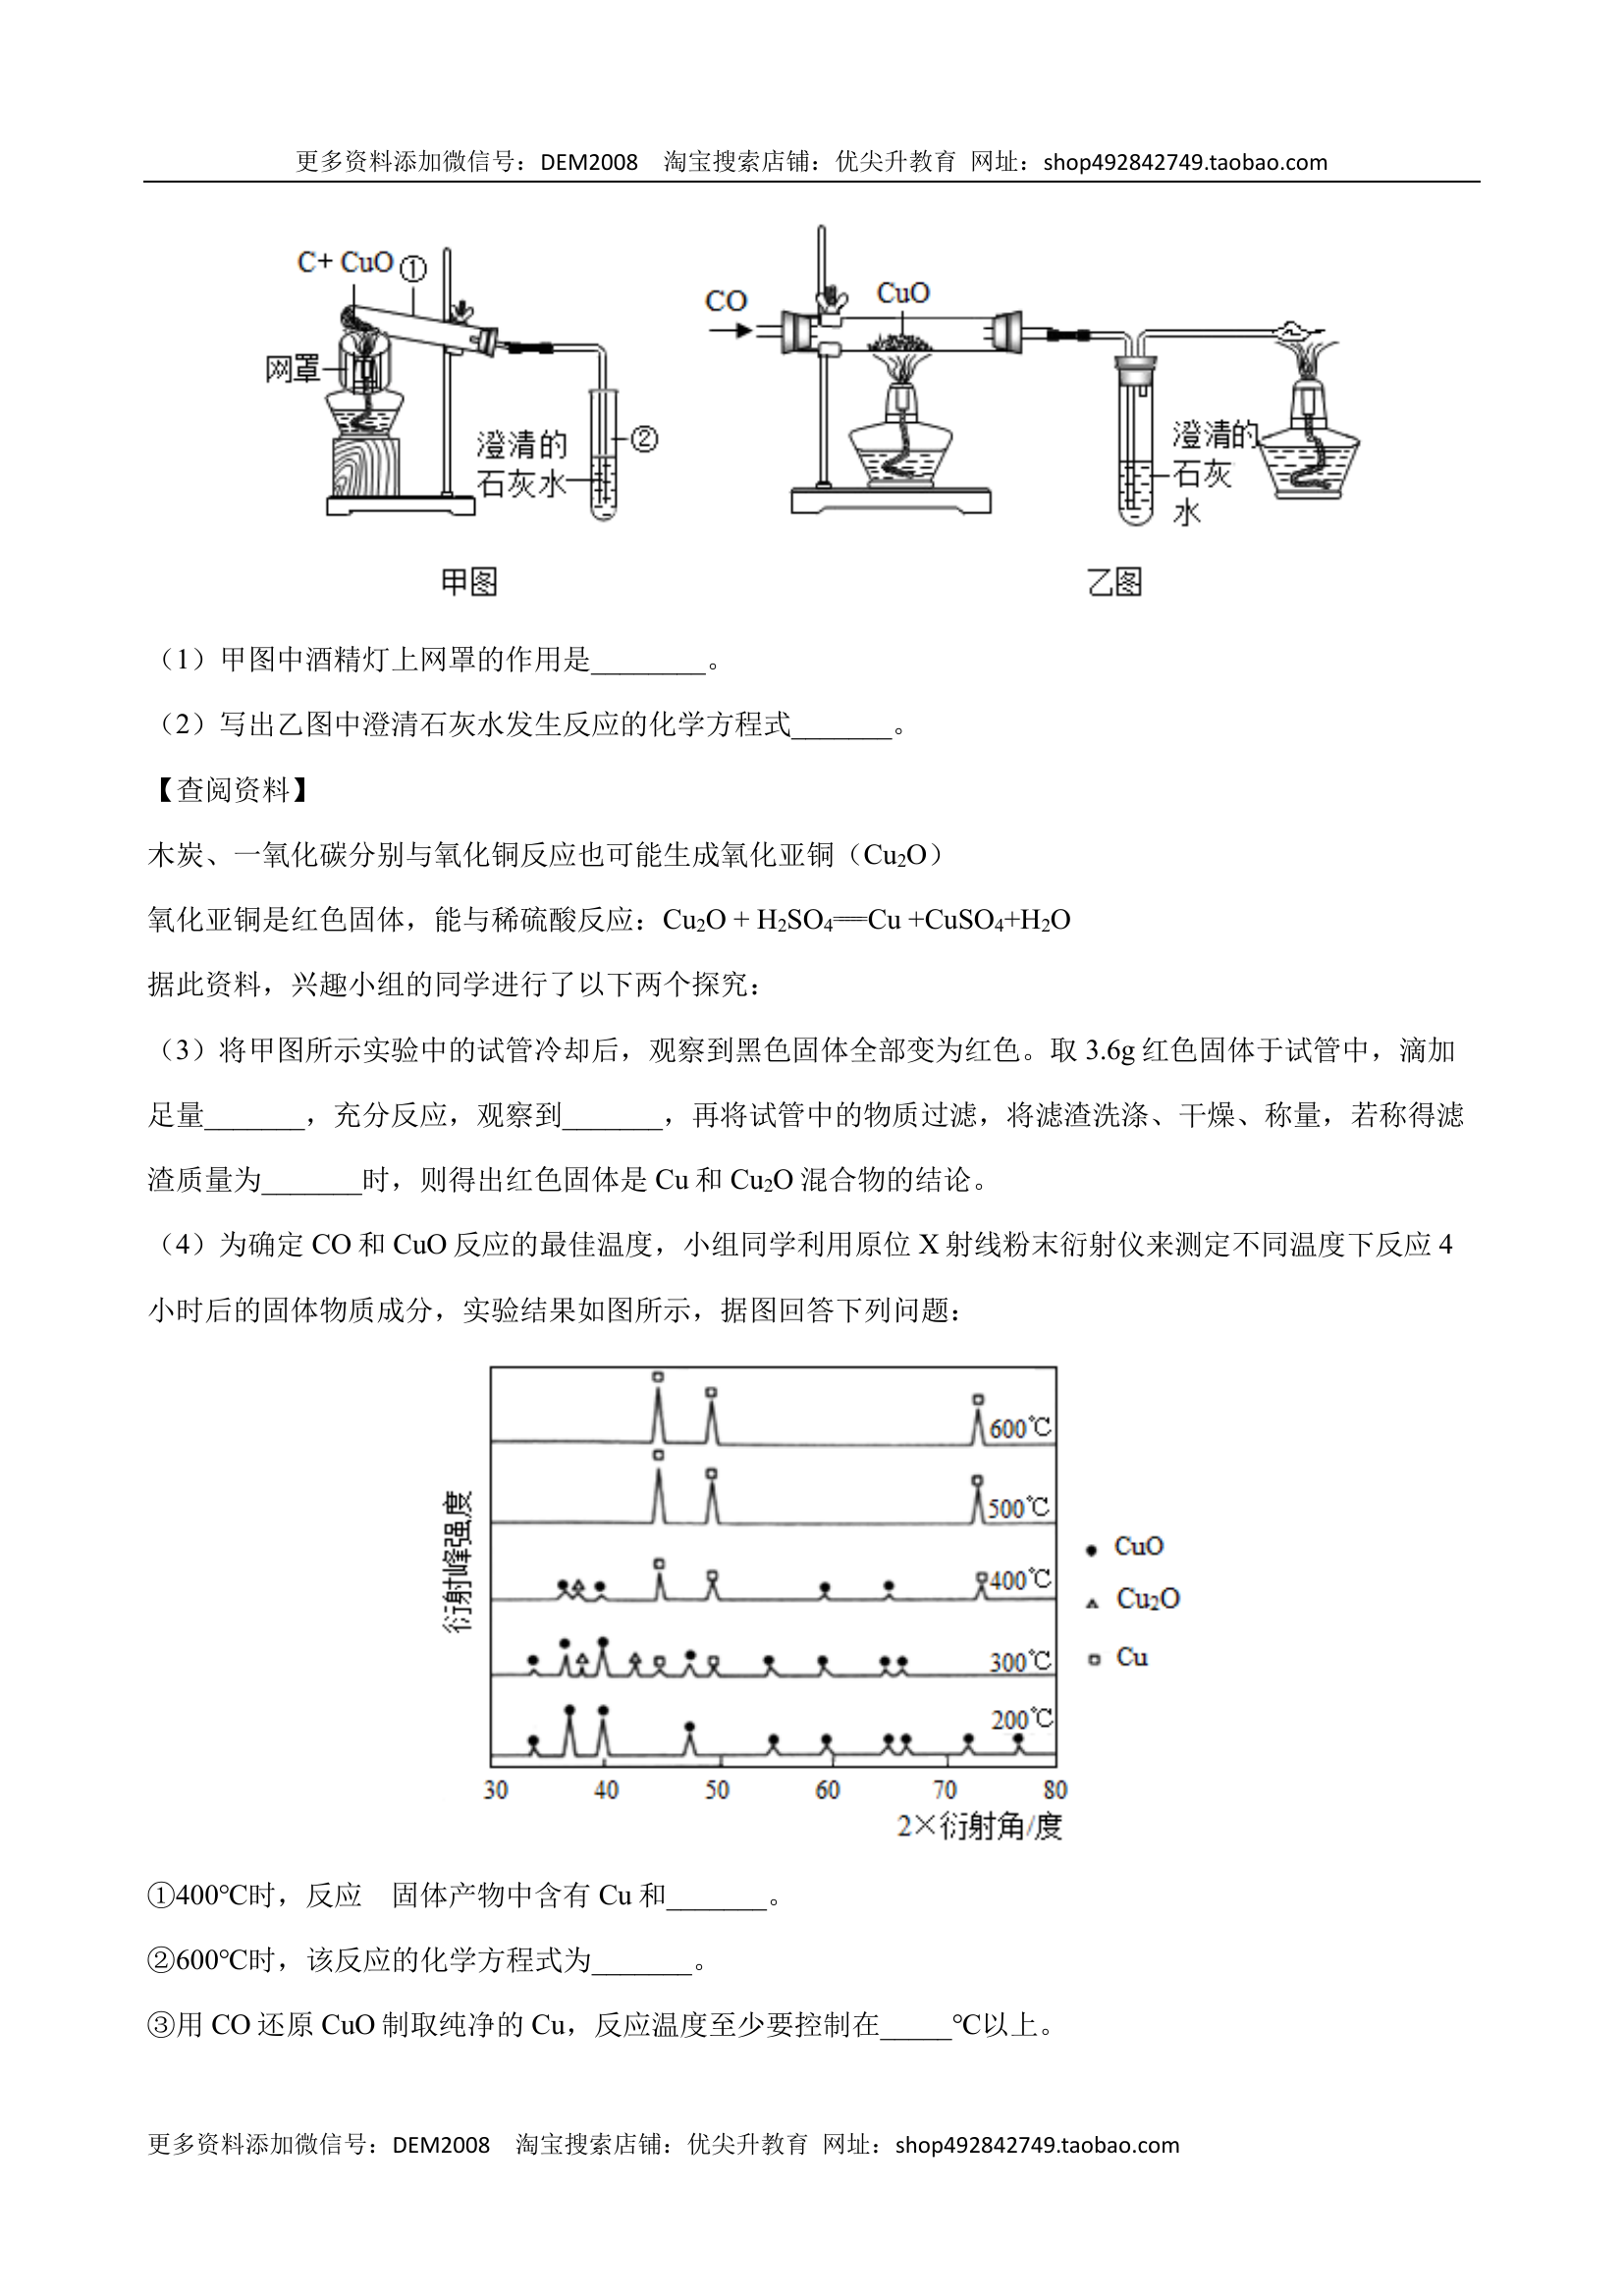 更多资料添加微信号：DEM2008 淘宝搜索店铺：优尖升教育 网址：shop492842749.taobao.com
C+ CuO ①
网罩
澄清的
石灰水
②
甲图
CO
CuO
澄清的
石灰
水
乙图
（1）甲图中酒精灯上网罩的作用是________。
（2）写出乙图中澄清石灰水发生反应的化学方程式_______。
【查阅资料】
木炭、一氧化碳分别与氧化铜反应也可能生成氧化亚铜（Cu₂O）
氧化亚铜是红色固体，能与稀硫酸反应：Cu₂O + H₂SO₄══Cu +CuSO₄+H₂O
据此资料，兴趣小组的同学进行了以下两个探究：
（3）将甲图所示实验中的试管冷却后，观察到黑色固体全部变为红色。取 3.6g 红色固体于试管中，滴加
足量_______，充分反应，观察到_______，再将试管中的物质过滤，将滤渣洗涤、干燥、称量，若称得滤
渣质量为_______时，则得出红色固体是 Cu 和 Cu₂O 混合物的结论。
（4）为确定 CO 和 CuO 反应的最佳温度，小组同学利用原位 X 射线粉末衍射仪来测定不同温度下反应 4
小时后的固体物质成分，实验结果如图所示，据图回答下列问题：
衍射峰强度
600℃
500℃
400℃
300℃
200℃
CuO
Cu₂O
Cu
30 40 50 60 70 80
2×衍射角/度
①400℃时，反应 固体产物中含有 Cu 和_______。
②600℃时，该反应的化学方程式为_______。
③用 CO 还原 CuO 制取纯净的 Cu，反应温度至少要控制在_____℃以上。
更多资料添加微信号：DEM2008 淘宝搜索店铺：优尖升教育 网址：shop492842749.taobao.com